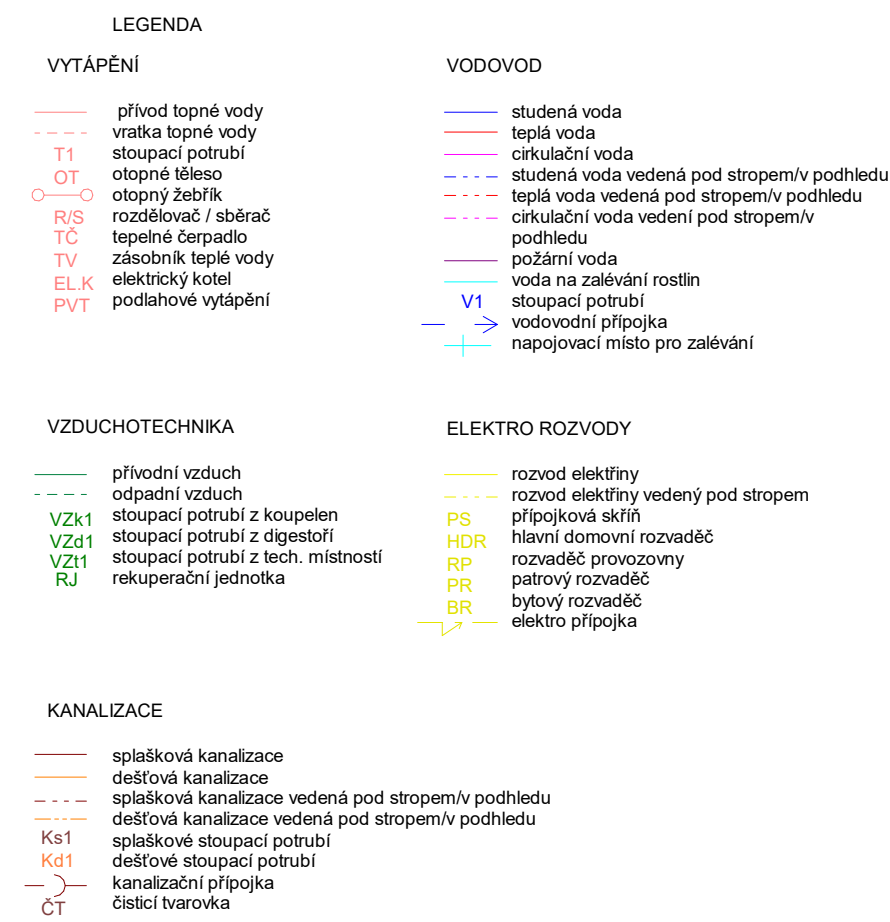 LEGENDA
VYTÁPĚNÍ
přívod topné vody
vratka topné vody
T1 stoupací potrubí
OT otopné těleso
otopný žebřík
R/S rozdělovač / sběrač
TČ tepelné čerpadlo
TV zásobník teplé vody
EL.K elektrický kotel
PVT podlahové vytápění
VODOVOD
studená voda
teplá voda
cirkulační voda
studená voda vedená pod stropem/v podhledu
teplá voda vedená pod stropem/v podhledu
cirkulační voda vedení pod stropem/v
podhledu
požární voda
voda na zalévání rostlin
V1 stoupací potrubí
vodovodní přípojka
napojovací místo pro zalévání
VZDUCHOTECHNIKA
přívodní vzduch
odpadní vzduch
VZk1 stoupací potrubí z koupelen
VZd1 stoupací potrubí z digestoří
VZt1 stoupací potrubí z tech. místností
RJ rekuperační jednotka
ELEKTRO ROZVODY
rozvod elektřiny
rozvod elektřiny vedený pod stropem
PS přípojková skříň
HDR hlavní domovní rozvaděč
RP rozvaděč provozovny
PR patrový rozvaděč
BR bytový rozvaděč
elektro přípojka
KANALIZACE
splašková kanalizace
dešťová kanalizace
splašková kanalizace vedená pod stropem/v podhledu
dešťová kanalizace vedená pod stropem/v podhledu
Ks1 splaškové stoupací potrubí
Kd1 dešťové stoupací potrubí
kanalizační přípojka
ČT čisticí tvarovka